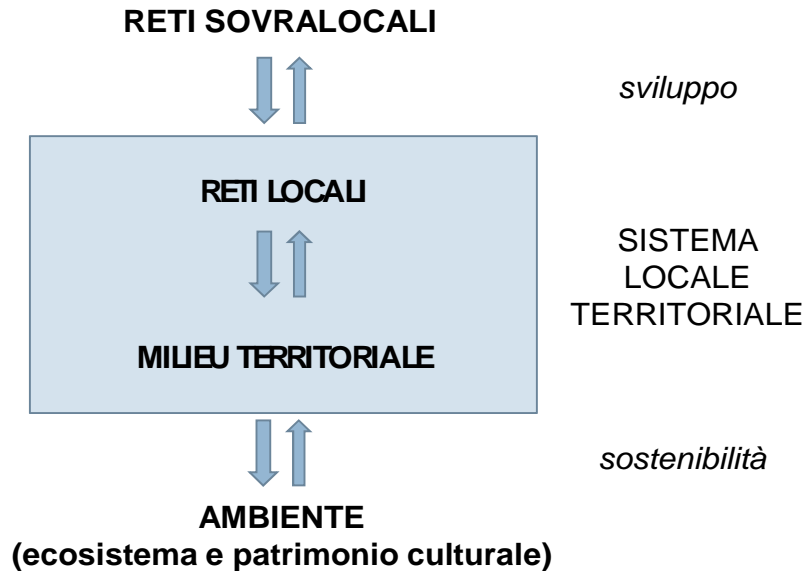 RETI SOVRALOCALI
sviluppo
RETI LOCALI
SISTEMA
LOCALE
TERRITORIALE
MILIEU TERRITORIALE
sostenibilità
AMBIENTE
(ecosistema e patrimonio culturale)